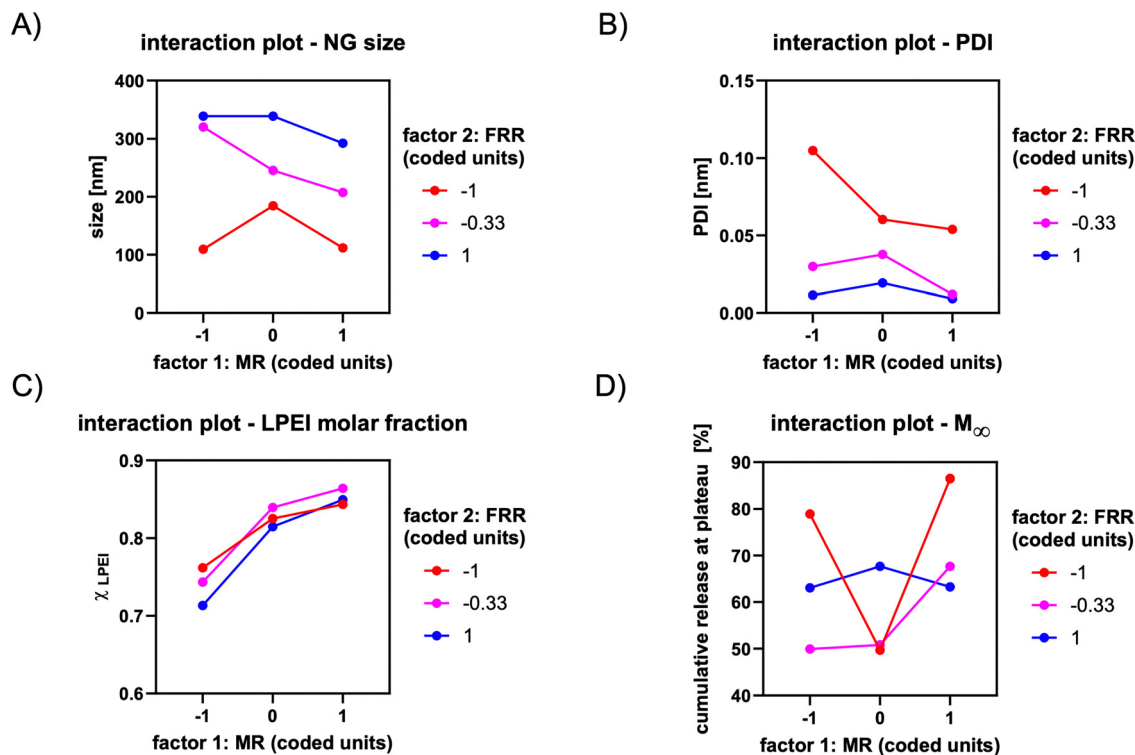 A)
interaction plot - NG size
size [nm]
400
300
200
100
0
-1
0
1
factor 1: MR (coded units)
factor 2: FRR
(coded units)
-1
-0.33
1
B)
interaction plot - PDI
PDI [nm]
0.15
0.10
0.05
0.00
-1
0
1
factor 1: MR (coded units)
factor 2: FRR
(coded units)
-1
-0.33
1
C)
interaction plot - LPEI molar fraction
χ LPEI
0.9
0.8
0.7
0.6
-1
0
1
factor 1: MR (coded units)
factor 2: FRR
(coded units)
-1
-0.33
1
D)
interaction plot - M∞
cumulative release at plateau [%]
90
80
70
60
50
40
-1
0
1
factor 1: MR (coded units)
factor 2: FRR
(coded units)
-1
-0.33
1